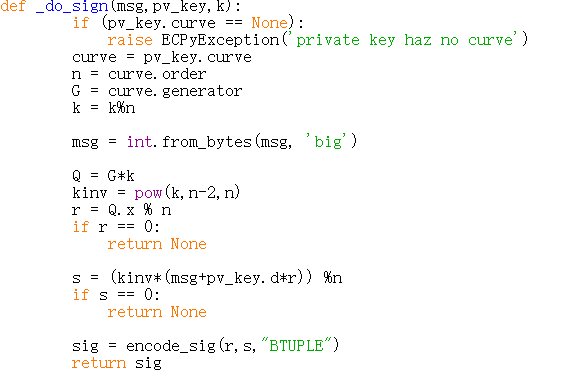 def _do_sign(msg,pv_key,k):
        if (pv_key.curve == None):
            raise ECPyException('private key haz no curve')
        curve = pv_key.curve
        n = curve.order
        G = curve.generator
        k = k%n

        msg = int.from_bytes(msg, 'big')

        Q = G*k
        kinv = pow(k,n-2,n)
        r = Q.x % n
        if r == 0:
            return None

        s = (kinv*(msg+pv_key.d*r)) %n
        if s == 0:
            return None

        sig = encode_sig(r,s,"BTUPLE")
        return sig